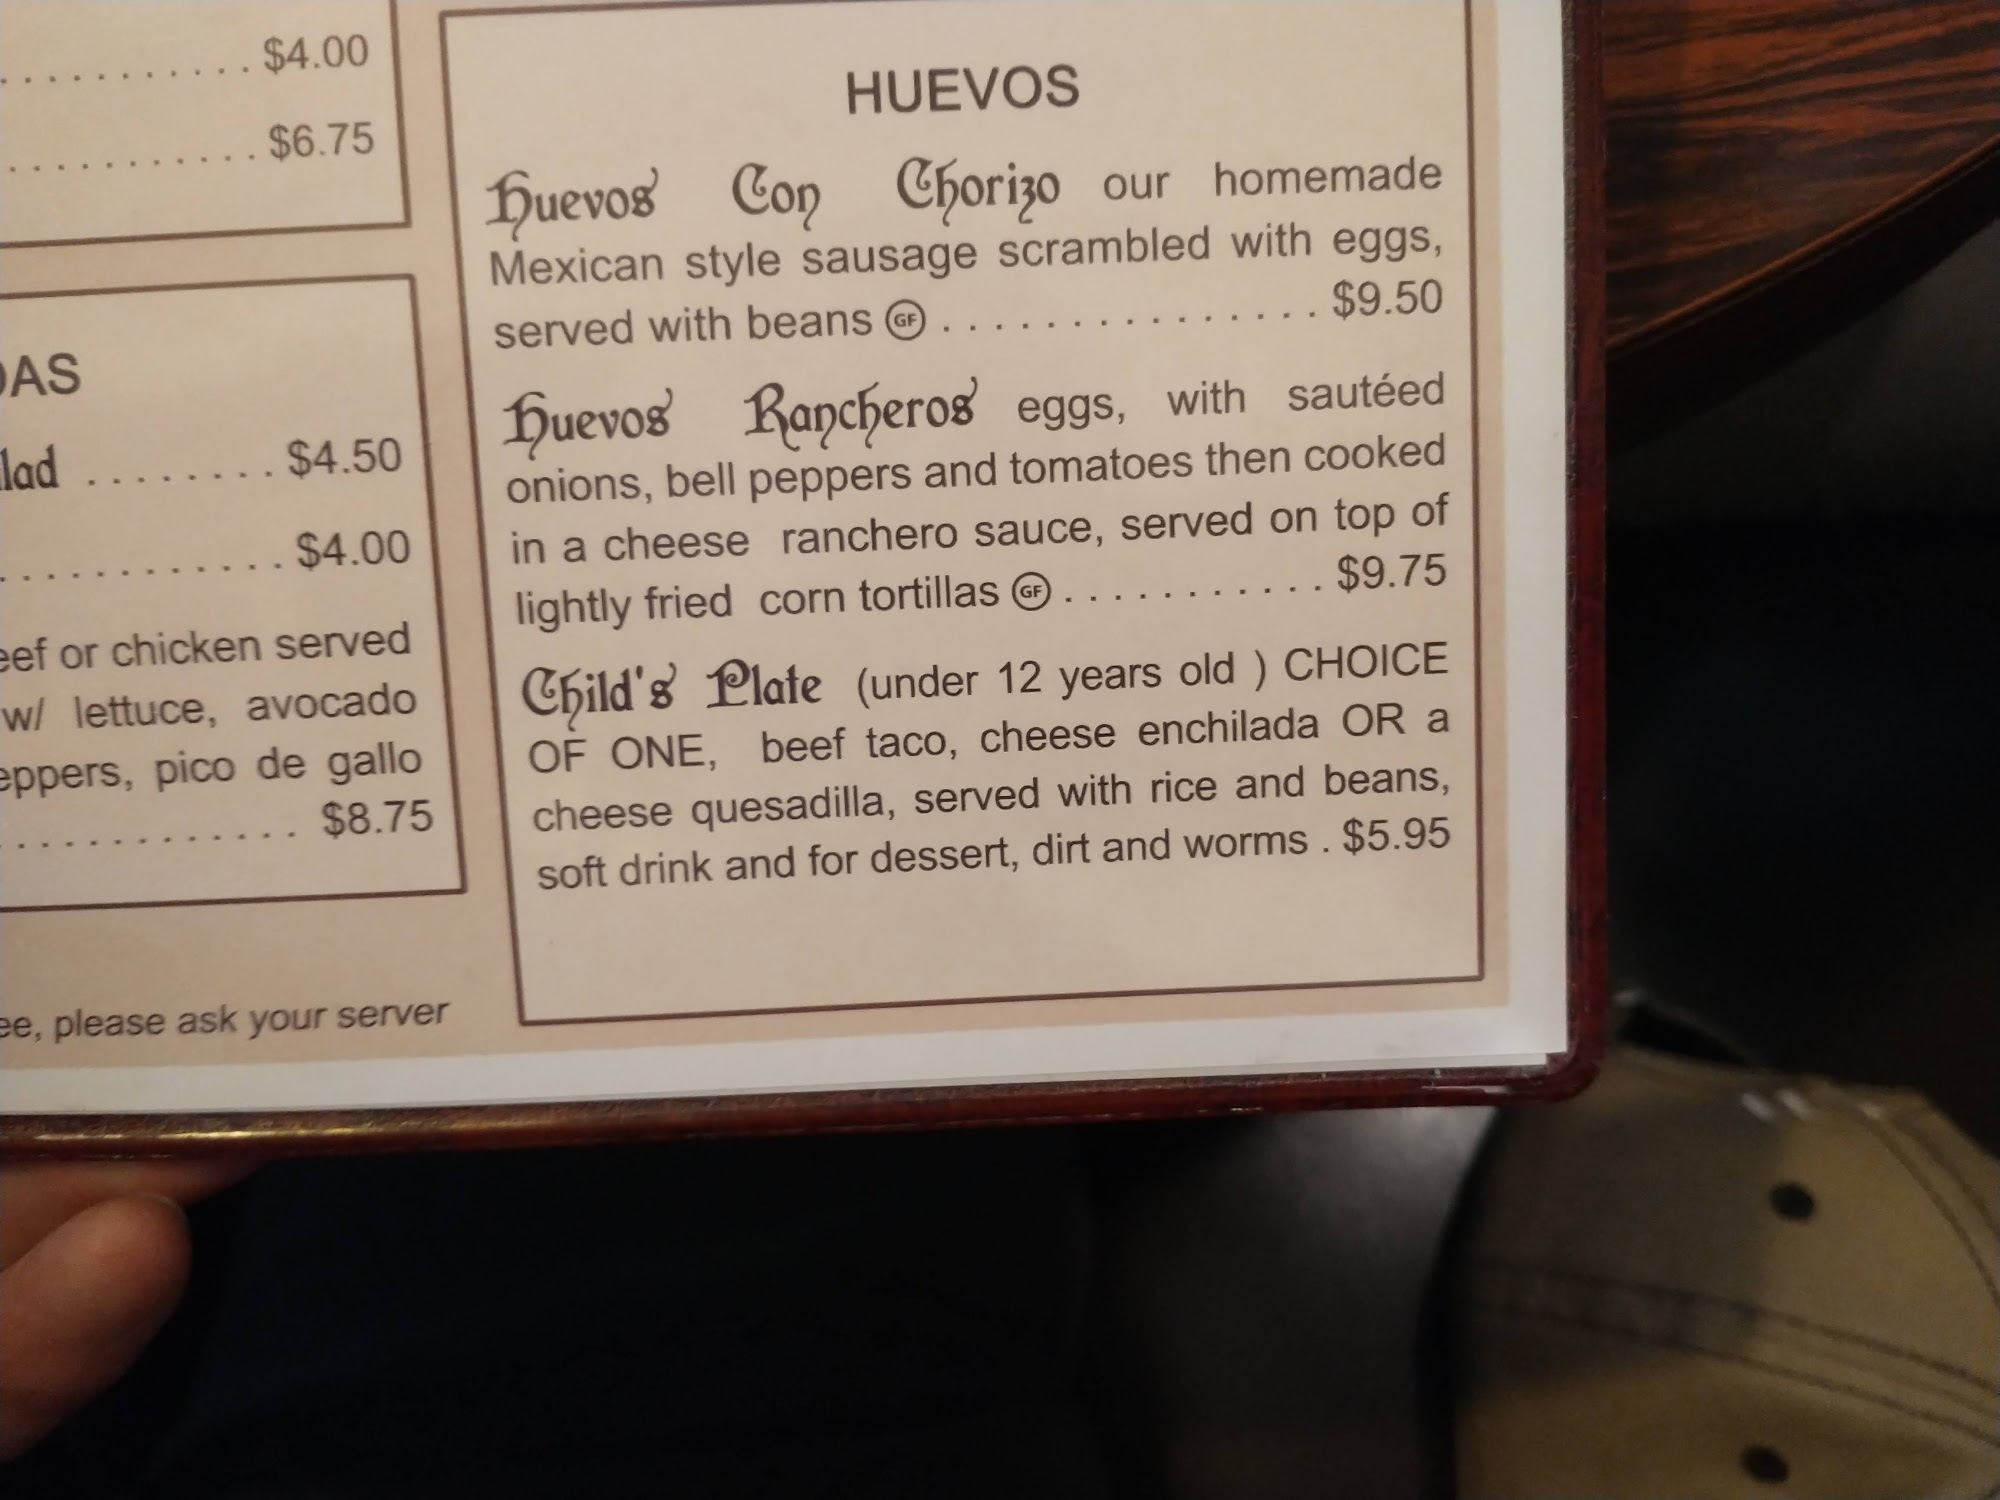 $4.00
$6.75
DAS
lad ........ $4.50
$4.00
eef or chicken served
w/ lettuce, avocado
eppers, pico de gallo
$8.75
ee, please ask your server
HUEVOS
Huevos Con Chorizo our homemade
Mexican style sausage scrambled with eggs,
served with beans GF ............... $9.50
Huevos Rancheros eggs, with sautéed
onions, bell peppers and tomatoes then cooked
in a cheese ranchero sauce, served on top of
lightly fried corn tortillas GF ........... $9.75
Child's Plate (under 12 years old ) CHOICE
OF ONE, beef taco, cheese enchilada OR a
cheese quesadilla, served with rice and beans,
soft drink and for dessert, dirt and worms . $5.95